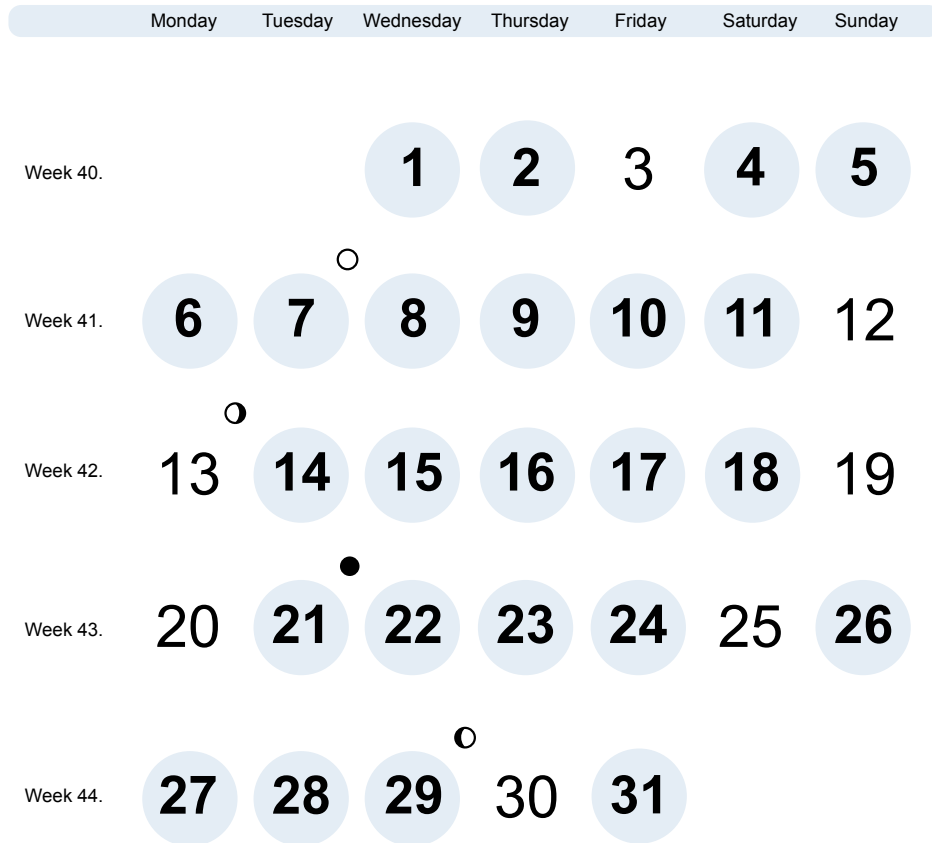 Monday Tuesday Wednesday Thursday Friday Saturday Sunday
Week 40. 1 2 3 4 5
Week 41. 6 7 8 9 10 11 12
Week 42. 13 14 15 16 17 18 19
Week 43. 20 21 22 23 24 25 26
Week 44. 27 28 29 30 31